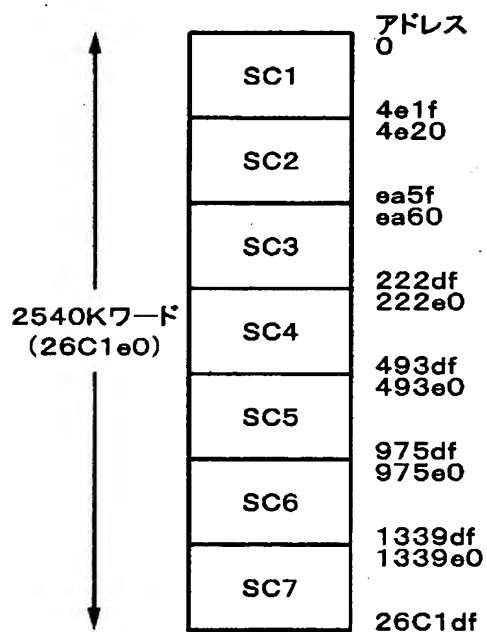 アドレス
0
SC1
4e1f
4e20
SC2
ea5f
ea60
SC3
222df
222e0
2540Kワード
(26C1e0)
SC4
493df
493e0
SC5
975df
975e0
SC6
1339df
1339e0
SC7
26C1df